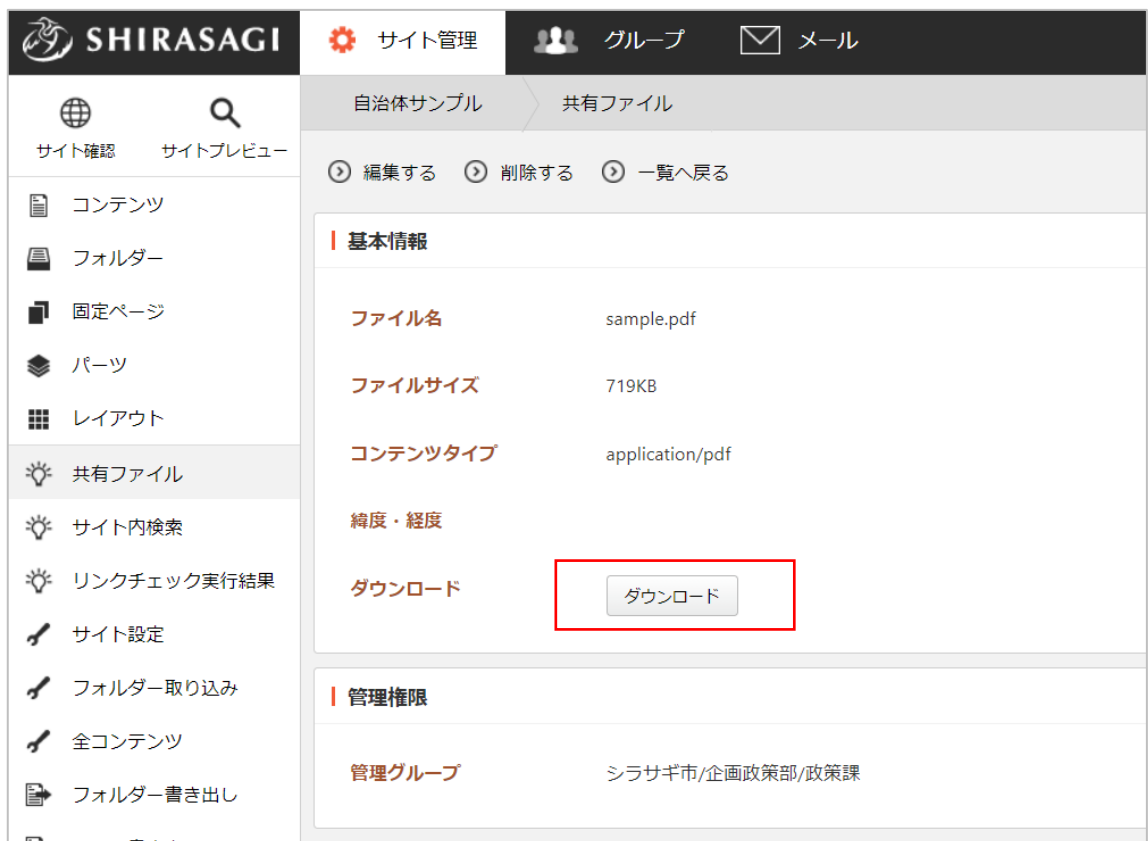 SHIRASAGI
サイト管理
グループ
メール
サイト確認
サイトプレビュー
自治体サンプル
共有ファイル
編集する
削除する
一覧へ戻る
コンテンツ
フォルダー
固定ページ
パーツ
レイアウト
共有ファイル
サイト内検索
リンクチェック実行結果
サイト設定
フォルダー取り込み
全コンテンツ
フォルダー書き出し
基本情報
ファイル名 sample.pdf
ファイルサイズ 719KB
コンテンツタイプ application/pdf
緯度・経度
ダウンロード ダウンロード
管理権限
管理グループ シラサギ市/企画政策部/政策課